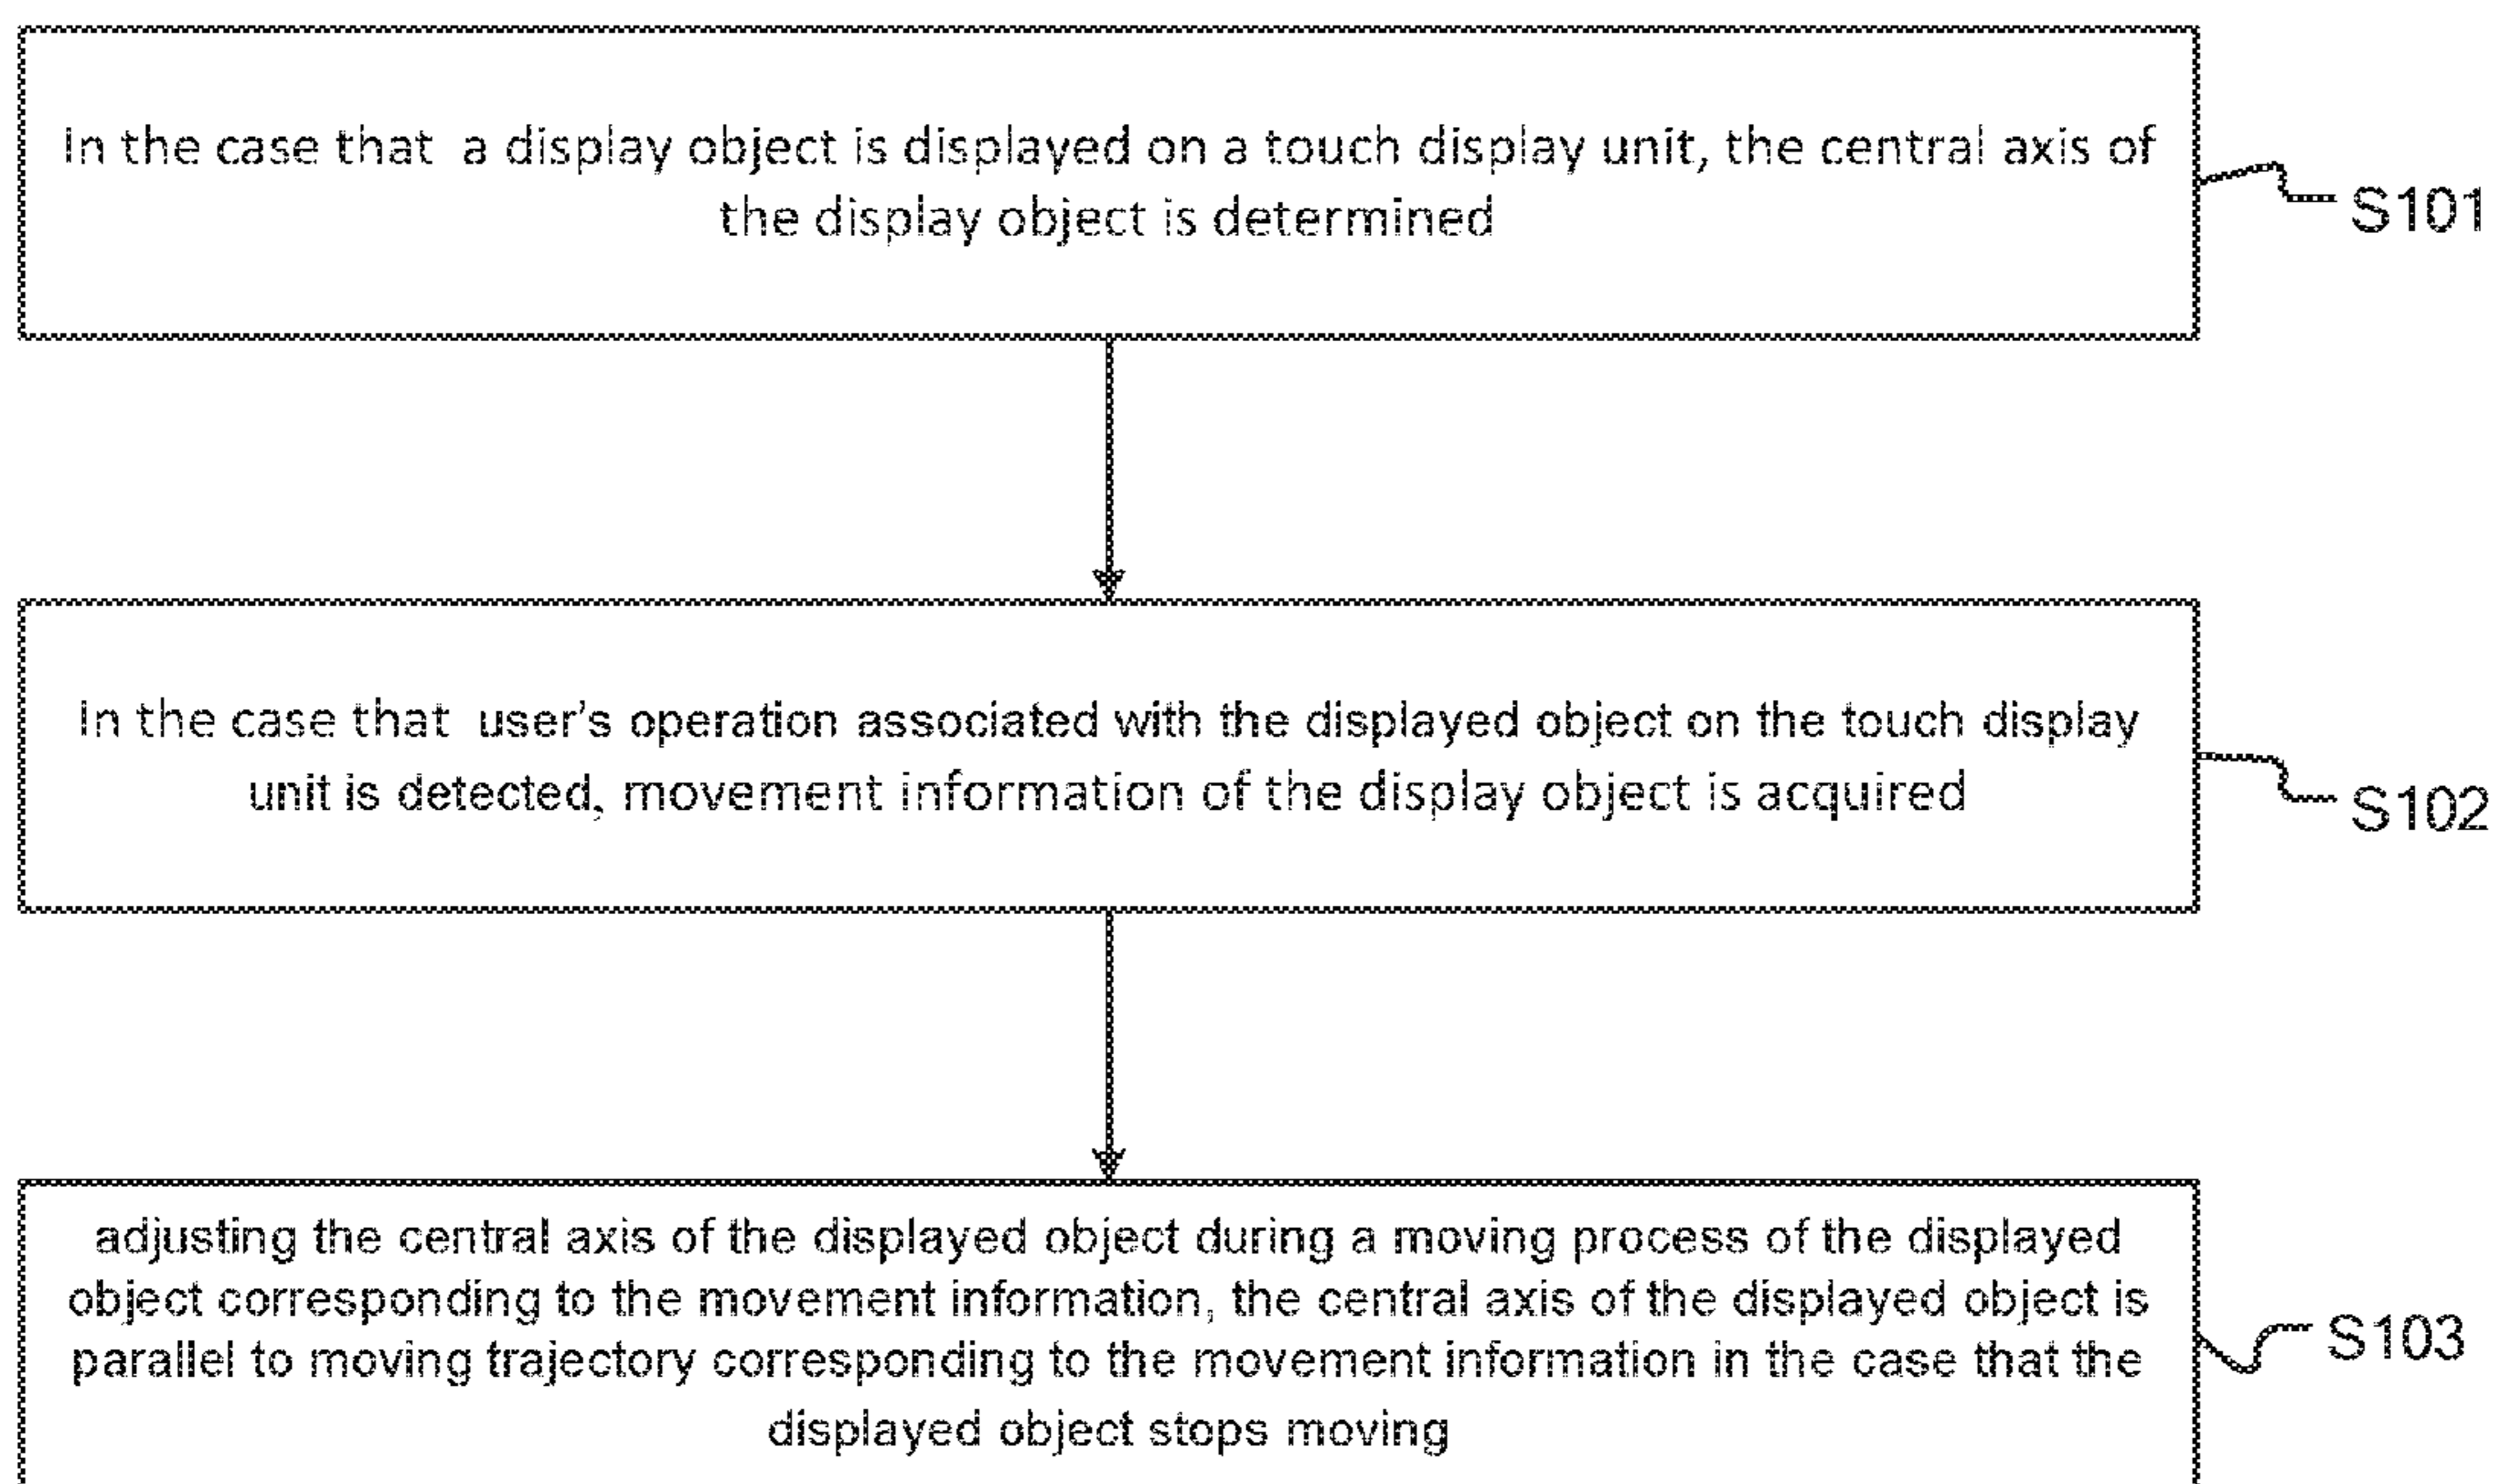 In the case that a display object is displayed on a touch display unit, the central axis of
the display object is determined
S101
In the case that user's operation associated with the displayed object on the touch display
unit is detected, movement information of the display object is acquired
S102
adjusting the central axis of the displayed object during a moving process of the displayed
object corresponding to the movement information, the central axis of the displayed object is
parallel to moving trajectory corresponding to the movement information in the case that the
displayed object stops moving
S103